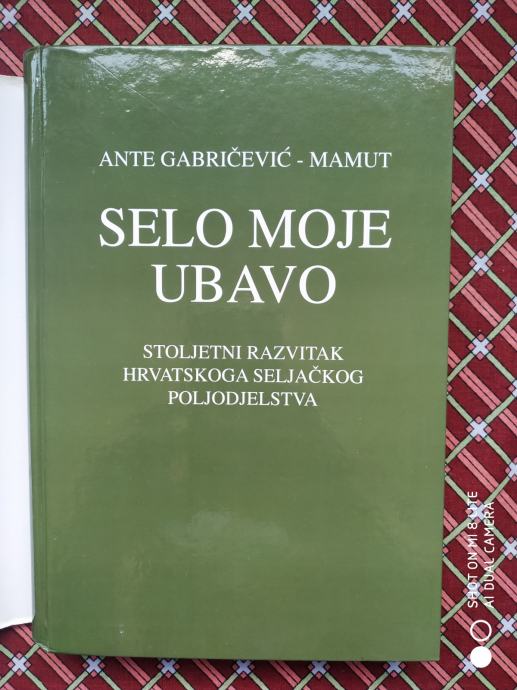 ANTE GABRIČEVIĆ - MAMUT
SELO MOJE
UBAVO
STOLJETNI RAZVITAK
HRVATSKOGA SELJAČKOG
POLJODJELSTVA
SHOT ON MI 8 LITE
AI DUAL CAMERA